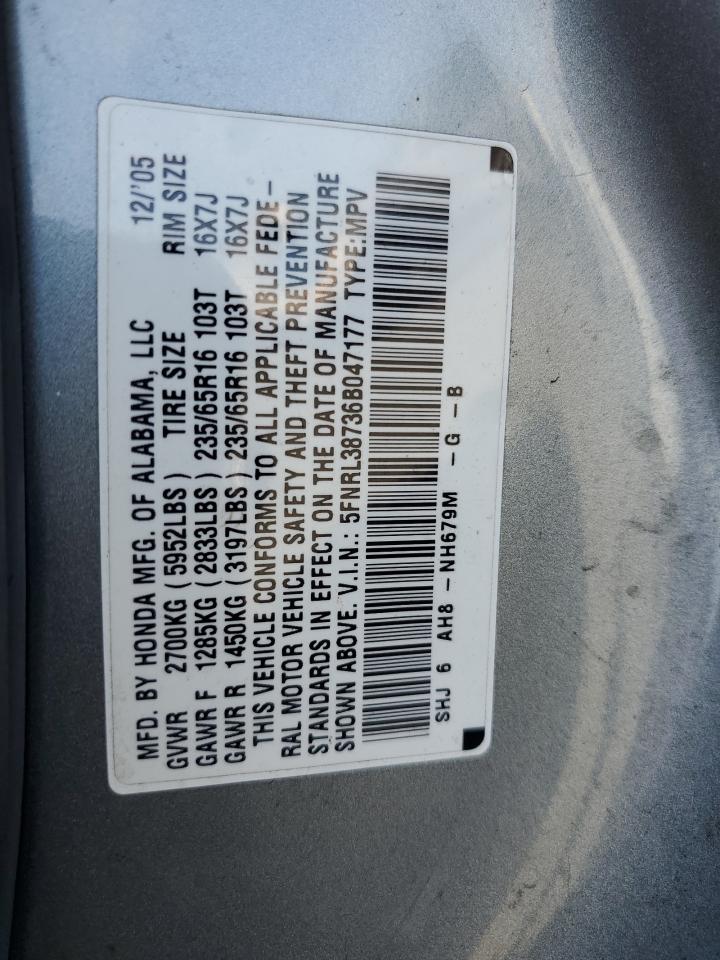 MFD. BY HONDA MFG. OF ALABAMA, LLC 12/'05
GVWR 2700KG (5952LBS) TIRE SIZE RIM SIZE
GAWR F 1285KG (2833LBS) 235/65R16 103T 16X7J
GAWR R 1450KG (3197LBS) 235/65R16 103T 16X7J
THIS VEHICLE CONFORMS TO ALL APPLICABLE FEDE-
RAL MOTOR VEHICLE SAFETY AND THEFT PREVENTION
STANDARDS IN EFFECT ON THE DATE OF MANUFACTURE
SHOWN ABOVE. V.I.N.: 5FNRL38736B047177 TYPE:MPV
SHJ 6 AH8 - NH679M - G - B